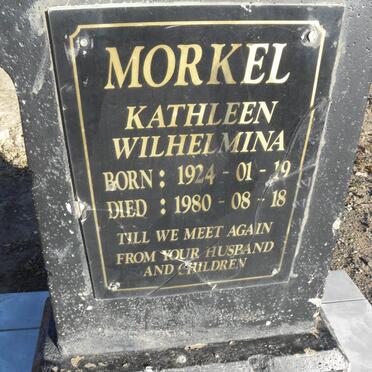 MORKEL
KATHLEEN
WILHELMINA
BORN : 1924 - 01 - 19
DIED : 1980 - 08 - 18
TILL WE MEET AGAIN
FROM YOUR HUSBAND
AND CHILDREN